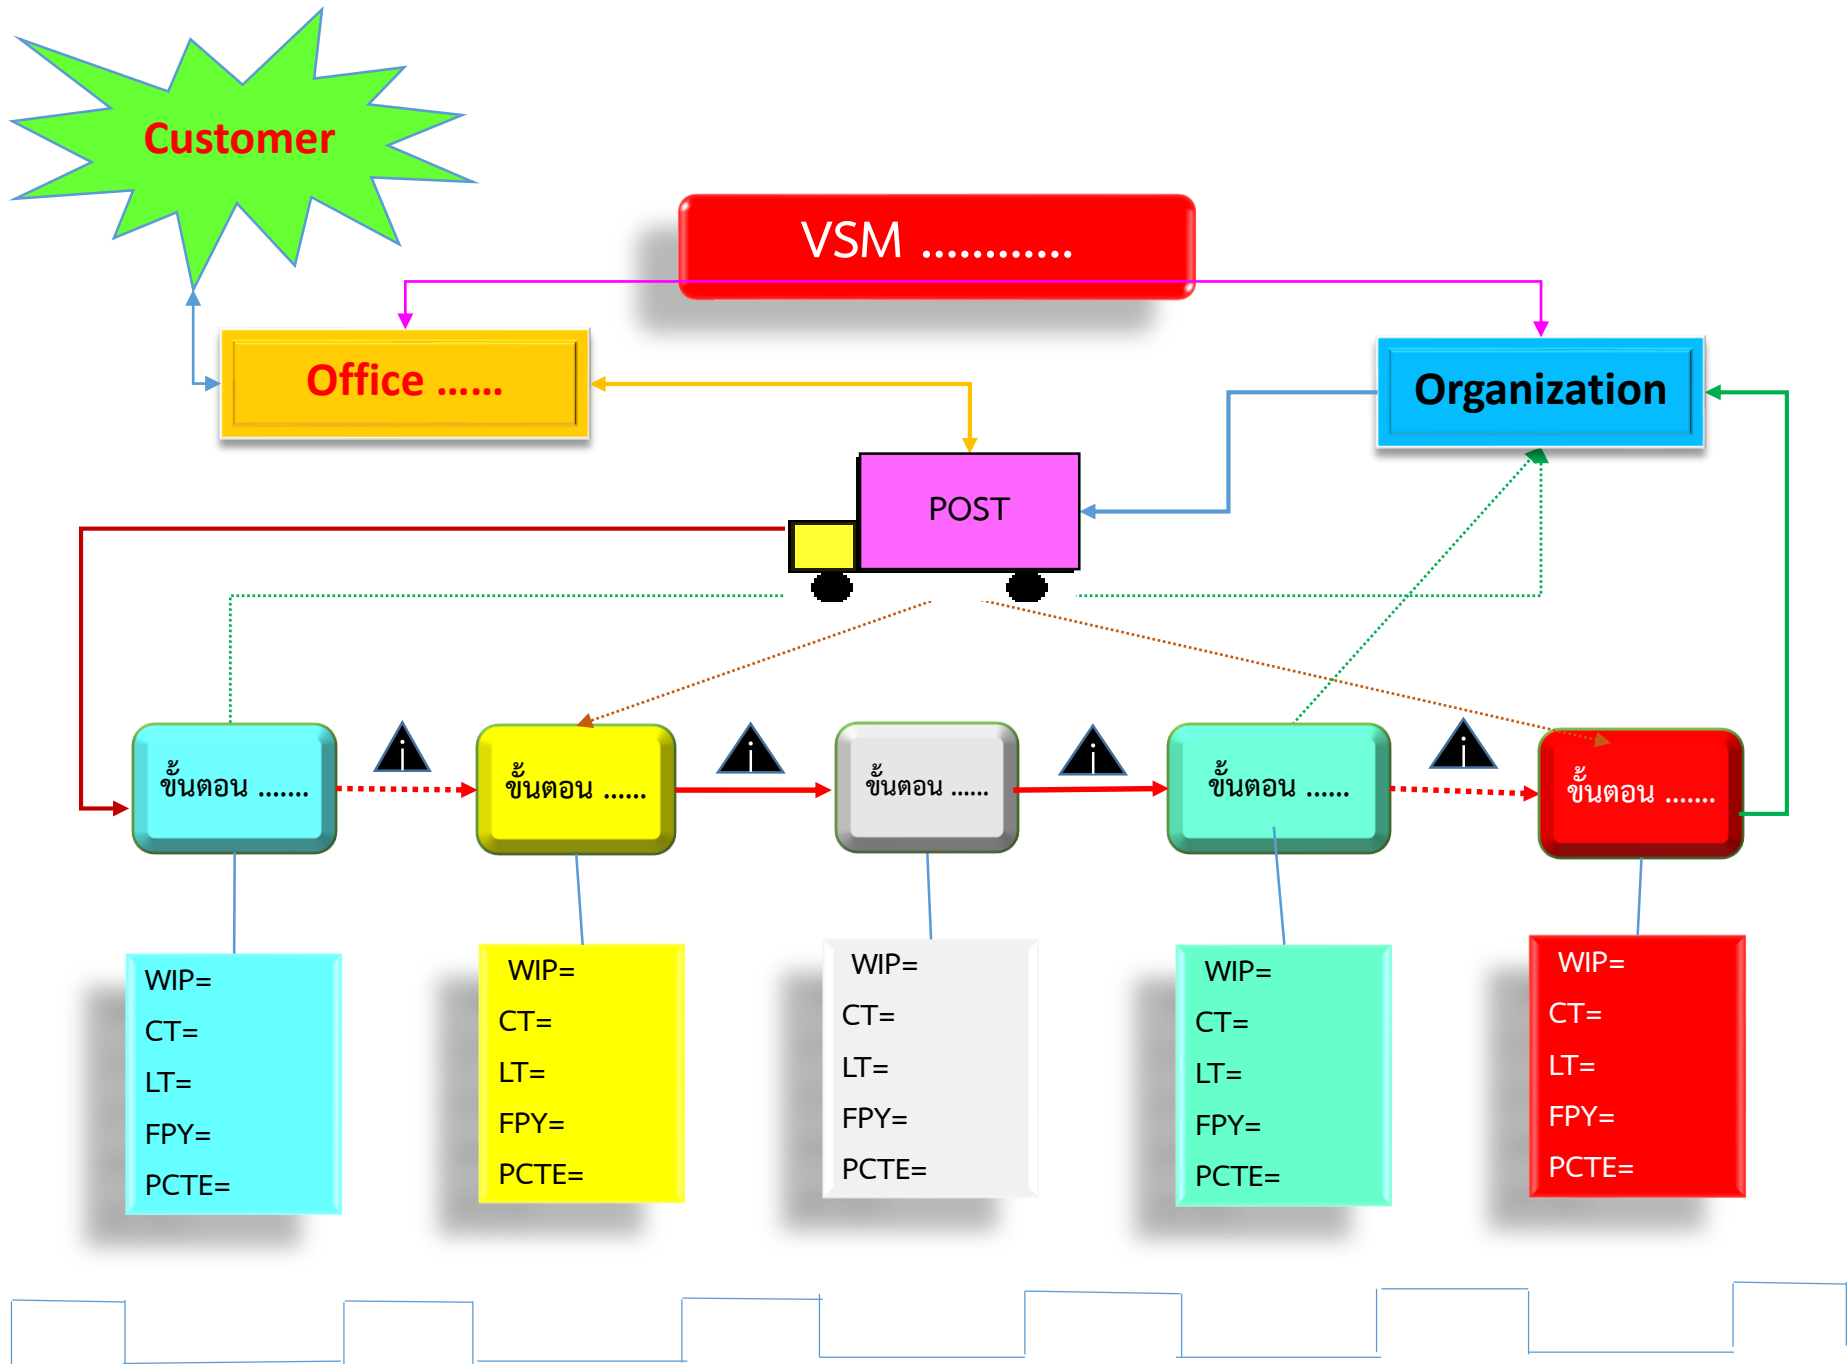 Customer
VSM ............
Office ......
Organization
POST
ขั้นตอน .......
i
ขั้นตอน ......
i
ขั้นตอน ......
i
ขั้นตอน ......
i
ขั้นตอน .......
WIP=
CT=
LT=
FPY=
PCTE=
WIP=
CT=
LT=
FPY=
PCTE=
WIP=
CT=
LT=
FPY=
PCTE=
WIP=
CT=
LT=
FPY=
PCTE=
WIP=
CT=
LT=
FPY=
PCTE=